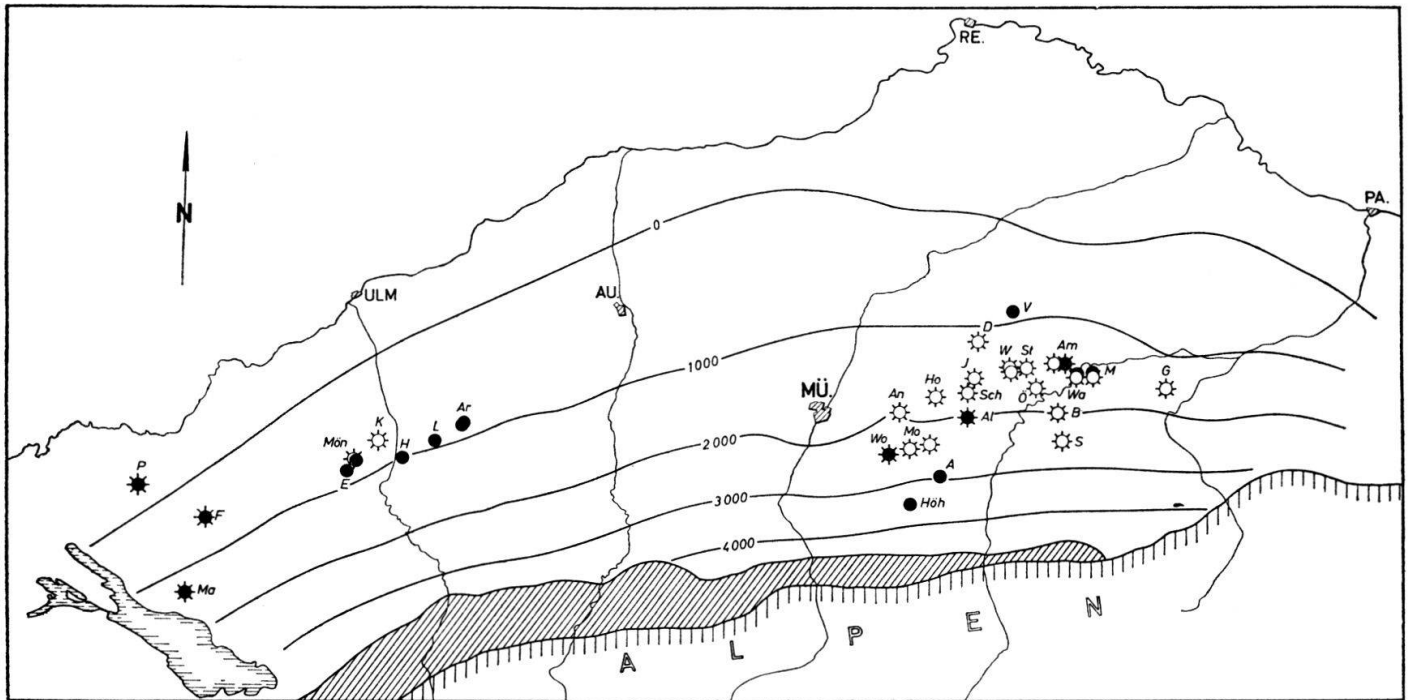 RE.
PA.
N
0
ULM
AU.
V
D
1000
W
St
Am
J
M
G
Ho
Sch
Ö
Wa
MÜ.
An
Ar
K
L
Al
B
2000
Mön
H
Mo
Wo
S
E
P
A
3000
Höh
F
4000
Ma
A L P E N